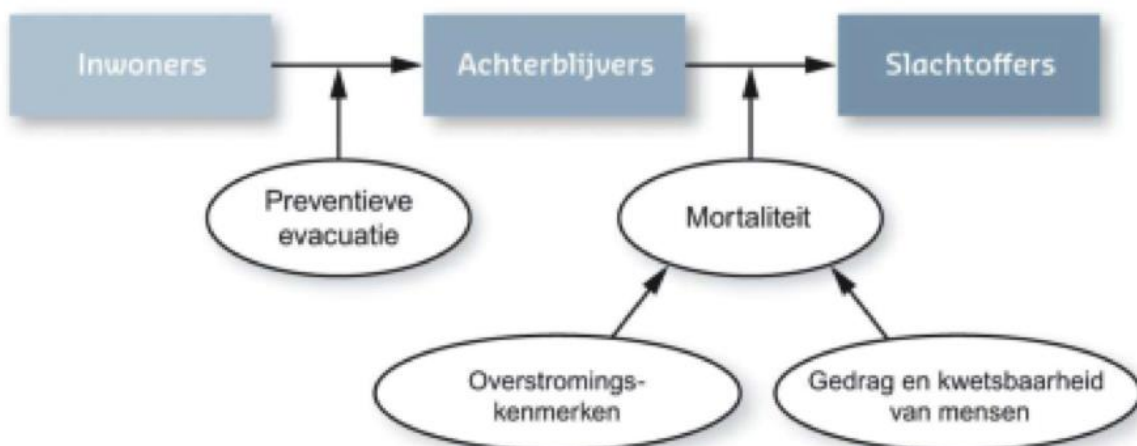 Inwoners
Achterblijvers
Slachtoffers
Preventieve
evacuatie
Mortaliteit
Overstromings-
kenmerken
Gedrag en kwetsbaarheid
van mensen